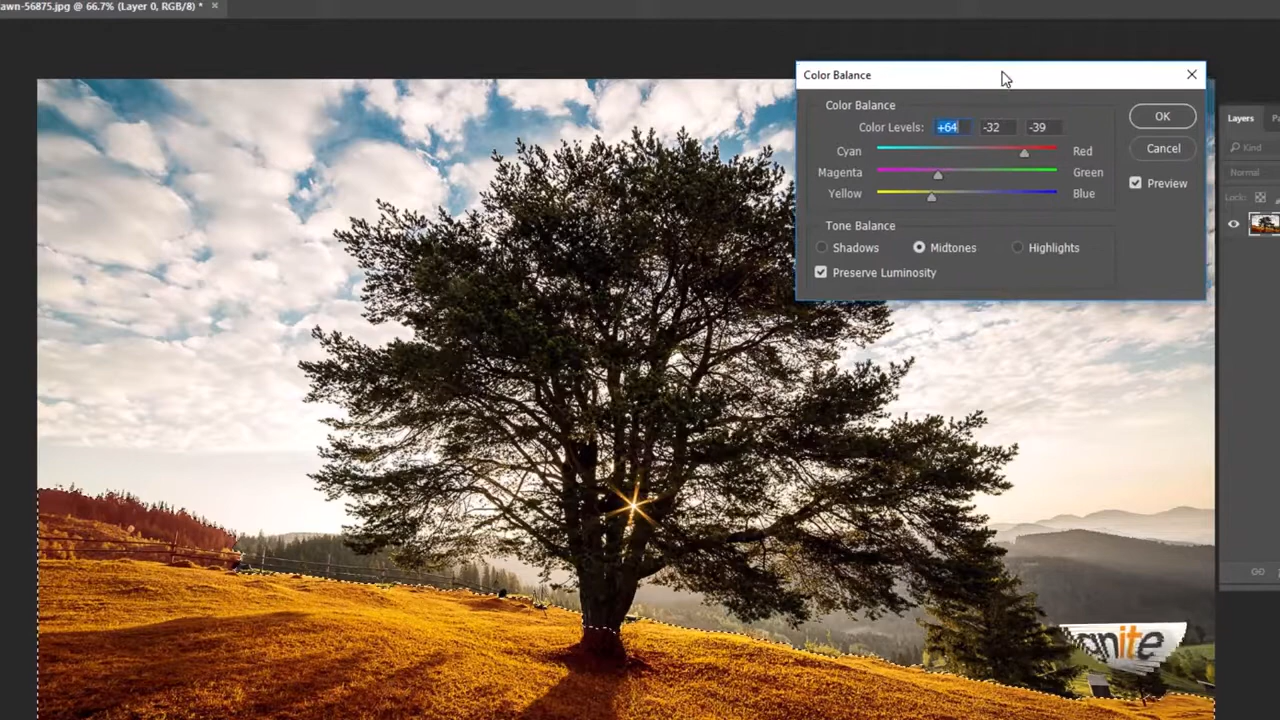 awn-56875.jpg @ 66.7% (Layer 0, RGB/8) *
Color Balance
Color Balance
Color Levels: +64 -32 -39
Cyan Red
Magenta Green
Yellow Blue
Tone Balance
Shadows Midtones Highlights
Preserve Luminosity
OK
Cancel
Preview
Layers
Kind
Normal
Lock: